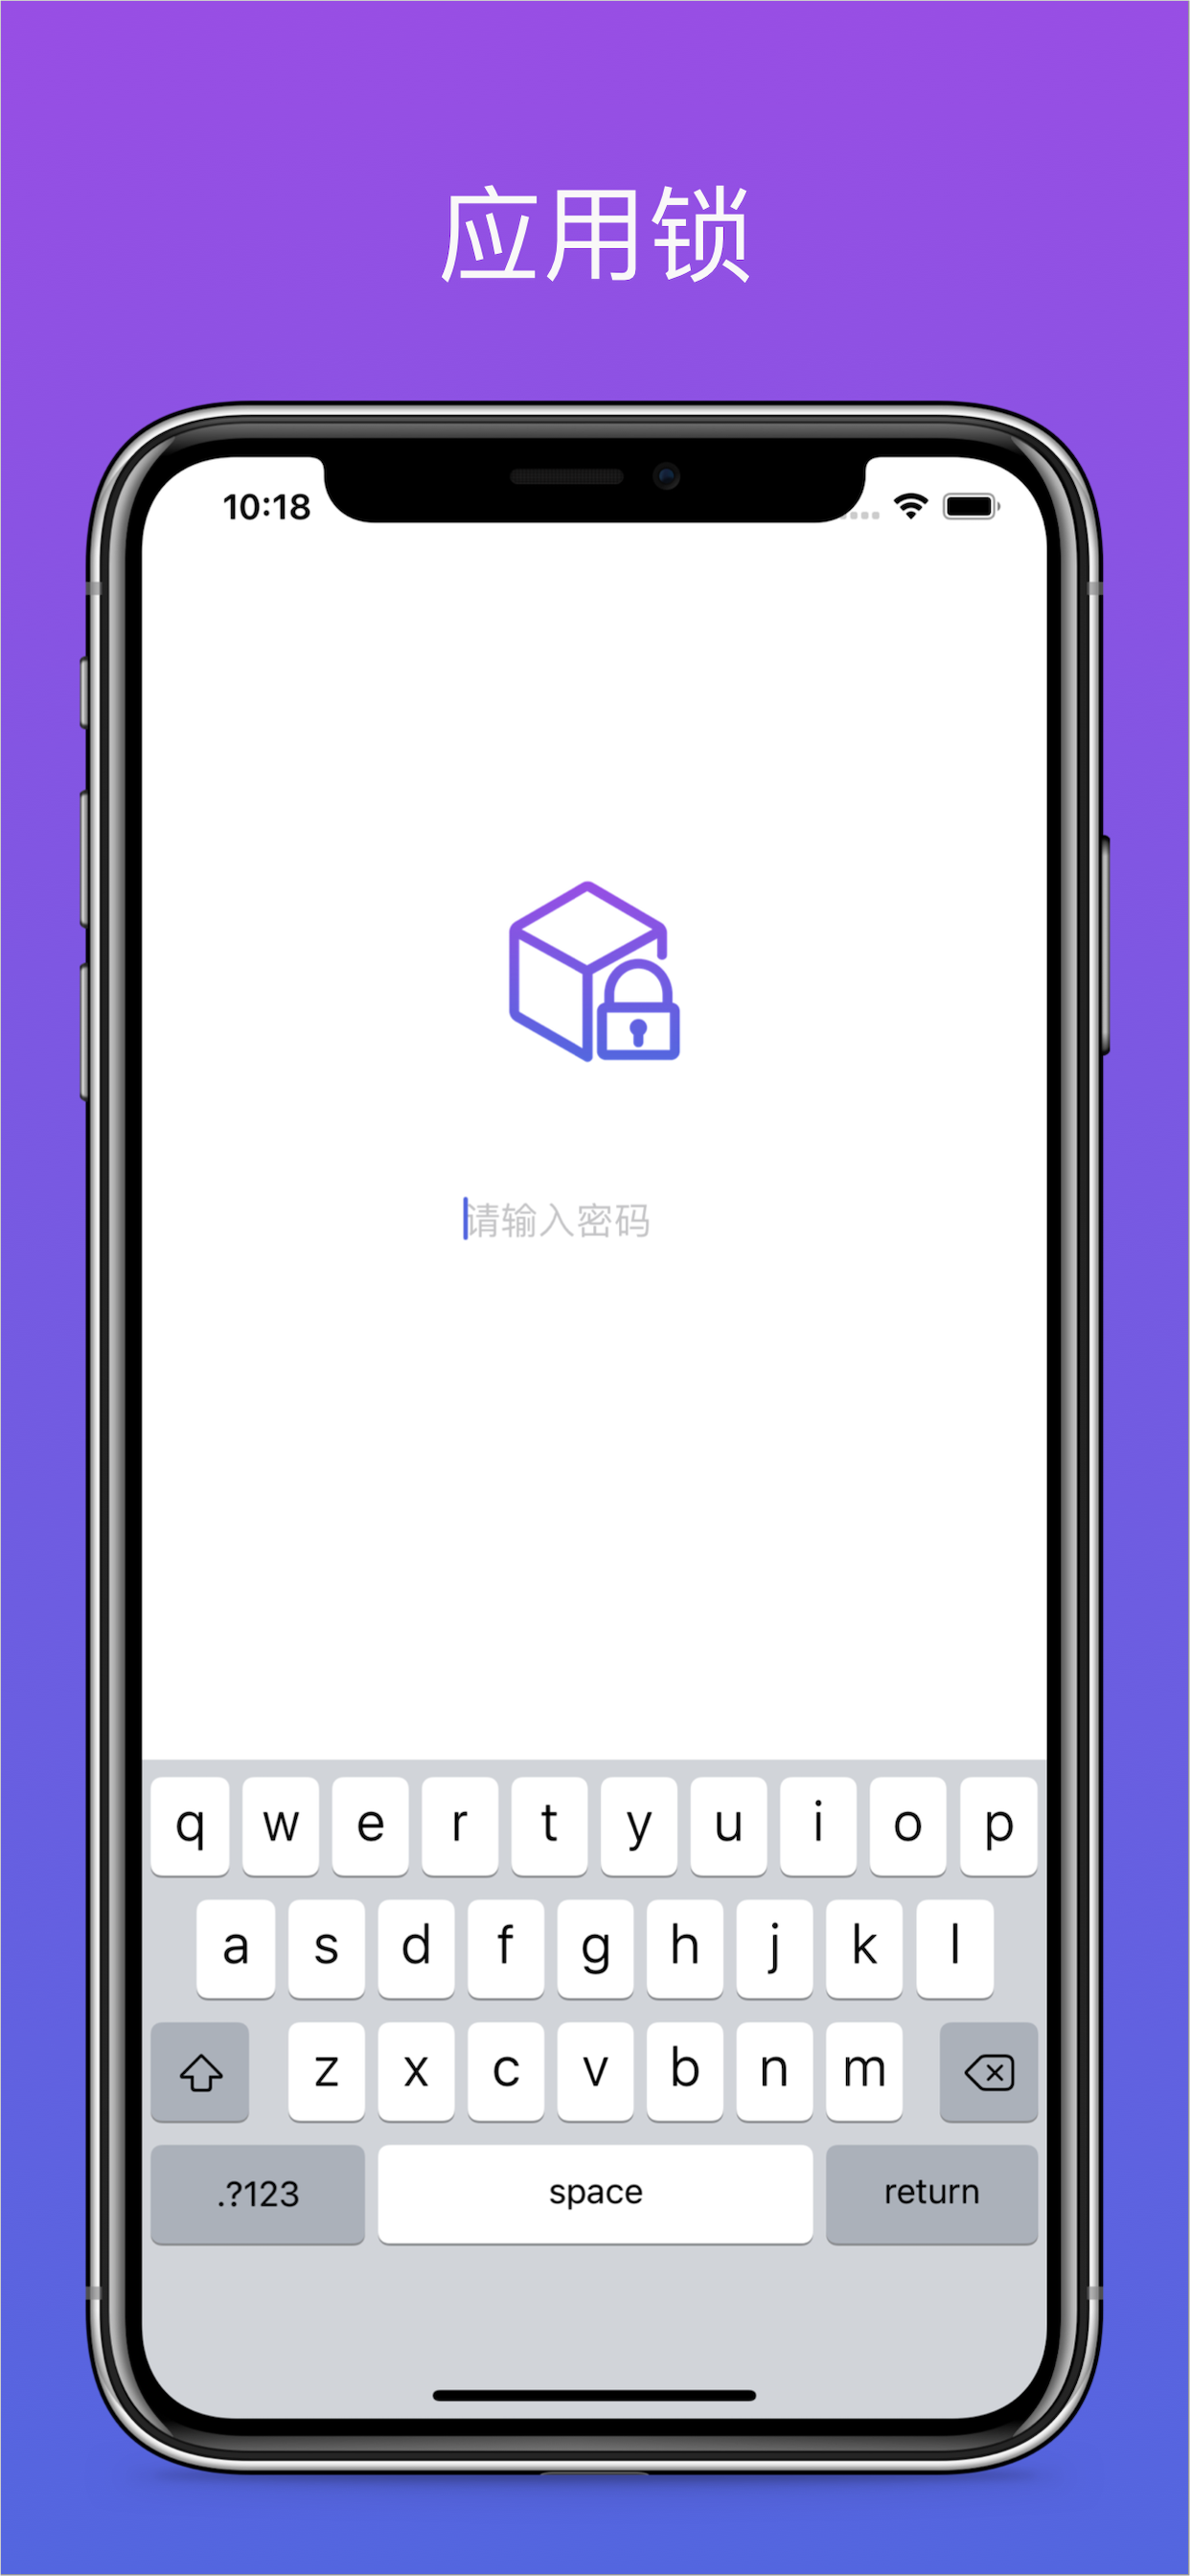 应用锁
10:18
请输入密码
q w e r t y u i o p
a s d f g h j k l
z x c v b n m
.?123 space return